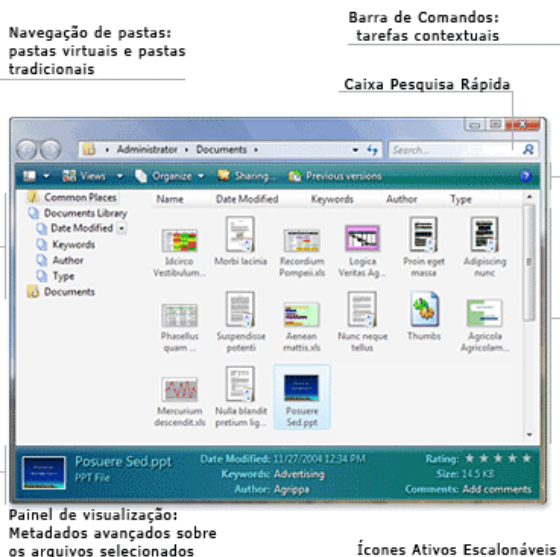 Navegação de pastas:
pastas virtuais e pastas
tradicionais
Barra de Comandos:
tarefas contextuais
Caixa Pesquisa Rápida
Administrator Documents
Search...
Views Organize Sharing... Previous versions
Common Places
Documents Library
Date Modified
Keywords
Author
Type
Documents
Name Date Modified Keywords Author Type
Idcirco
Vestibulum...
Morbi lacinia
Recordium
Pompeii.xls
Logica
Veritas Ag...
Proin eget
massa
Adipiscing
nunc
Phasellus
quam ...
Suspendisse
potenti
Aenean
mattis.xls
Nunc neque
tellus
Thumbs
Agricola
Agricolam...
Mercurium
descendit.xls
Nulla blandit
pretium lig...
Posuere
Sed.ppt
Posuere Sed.ppt
PPT File
Date Modified: 11/27/2004 12:34 PM
Keywords: Advertising
Author: Agrippa
Rating: ★ ★ ★ ★ ★
Size: 14.5 KB
Comments: Add comments
Painel de visualização:
Metadados avançados sobre
os arquivos selecionados
Ícones Ativos Escalonáveis